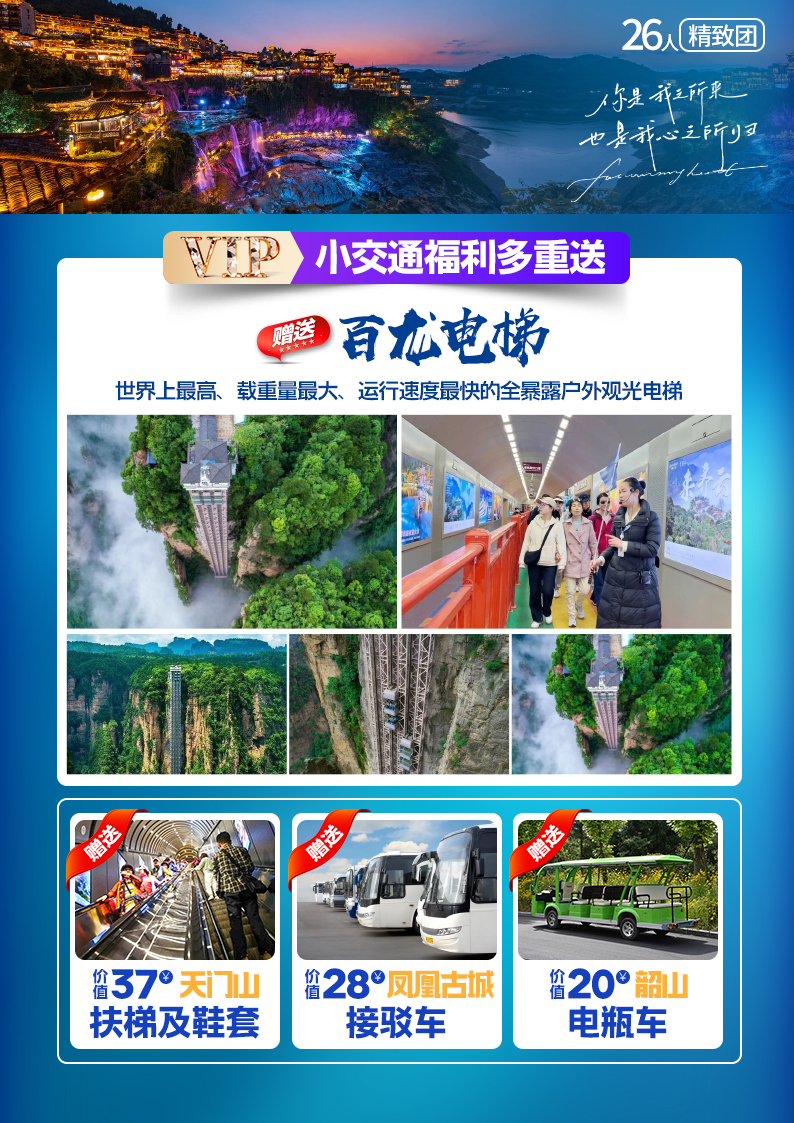 26人 精致团
你是我之所来
也是我心之所归
VIP 小交通福利多重送
赠送 百龙电梯
世界上最高、载重量最大、运行速度最快的全暴露户外观光电梯
赠送
赠送
赠送
价值37¥ 天门山
扶梯及鞋套
价值28¥ 凤凰古城
接驳车
价值20¥ 韶山
电瓶车